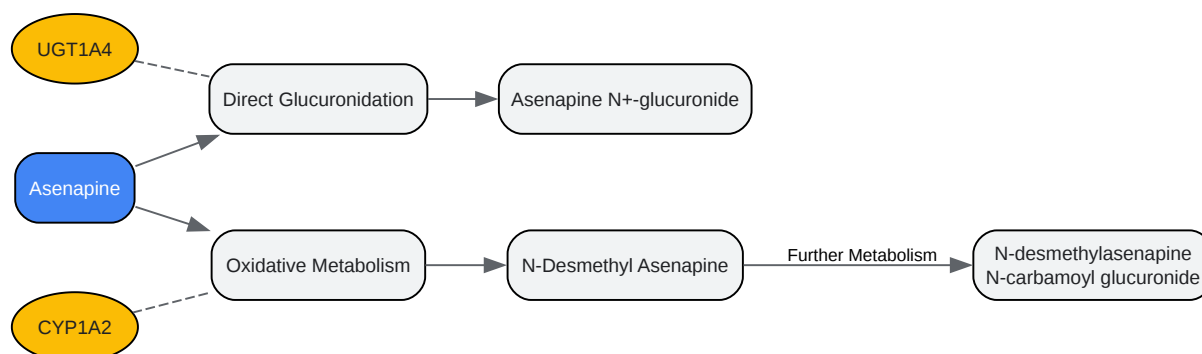 UGT1A4
Direct Glucuronidation
Asenapine N+-glucuronide
Asenapine
Oxidative Metabolism
N-Desmethyl Asenapine
Further Metabolism
N-desmethylasenapine
N-carbamoyl glucuronide
CYP1A2